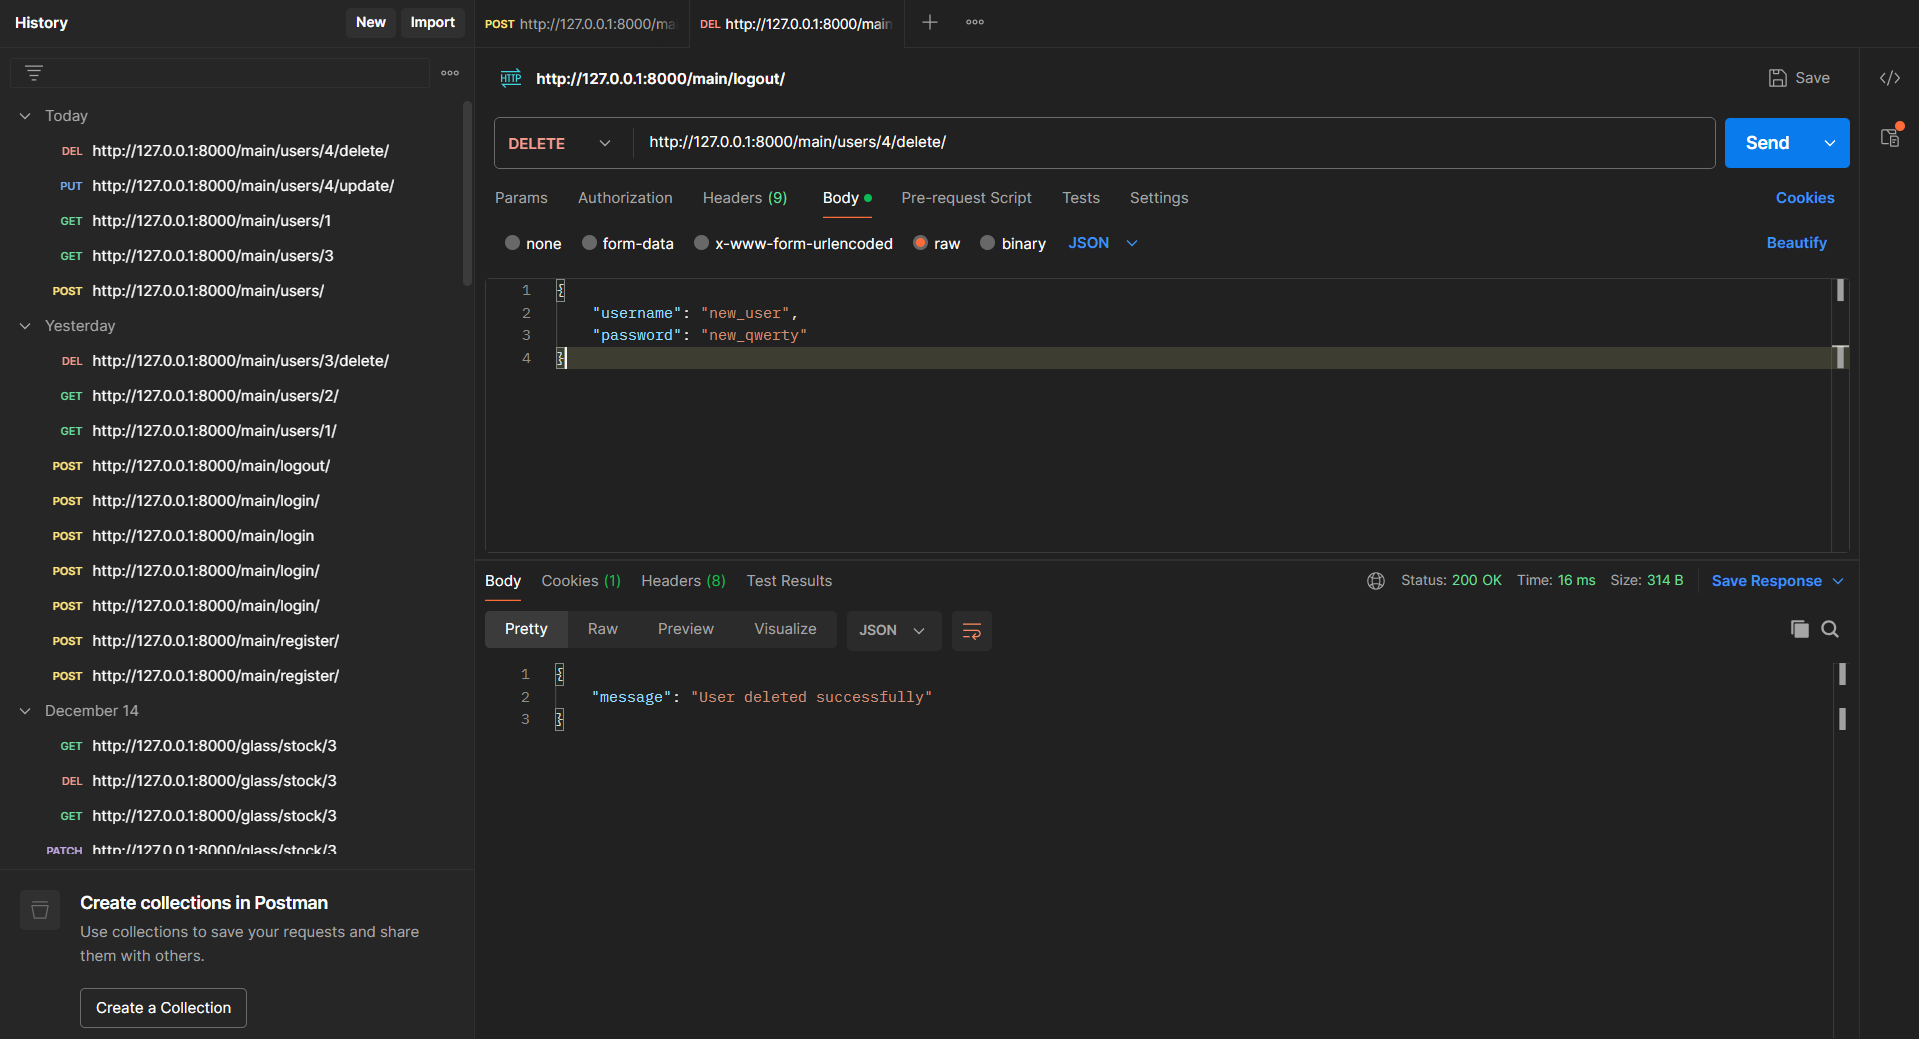 History
New
Import
Today
DEL http://127.0.0.1:8000/main/users/4/delete/
PUT http://127.0.0.1:8000/main/users/4/update/
GET http://127.0.0.1:8000/main/users/1
GET http://127.0.0.1:8000/main/users/3
POST http://127.0.0.1:8000/main/users/
Yesterday
DEL http://127.0.0.1:8000/main/users/3/delete/
GET http://127.0.0.1:8000/main/users/2/
GET http://127.0.0.1:8000/main/users/1/
POST http://127.0.0.1:8000/main/logout/
POST http://127.0.0.1:8000/main/login/
POST http://127.0.0.1:8000/main/login
POST http://127.0.0.1:8000/main/login/
POST http://127.0.0.1:8000/main/login/
POST http://127.0.0.1:8000/main/register/
POST http://127.0.0.1:8000/main/register/
December 14
GET http://127.0.0.1:8000/glass/stock/3
DEL http://127.0.0.1:8000/glass/stock/3
GET http://127.0.0.1:8000/glass/stock/3
PATCH http://127.0.0.1:8000/glass/stock/3
Create collections in Postman
Use collections to save your requests and share
them with others.
Create a Collection
POST http://127.0.0.1:8000/ma
DEL http://127.0.0.1:8000/main
HTTP http://127.0.0.1:8000/main/logout/
Save
DELETE http://127.0.0.1:8000/main/users/4/delete/
Send
Params Authorization Headers (9) Body Pre-request Script Tests Settings
Cookies
none form-data x-www-form-urlencoded raw binary JSON
Beautify
1 {
2 "username": "new_user",
3 "password": "new_qwerty"
4 }
Body Cookies (1) Headers (8) Test Results
Status: 200 OK Time: 16 ms Size: 314 B
Save Response
Pretty Raw Preview Visualize JSON
1 {
2 "message": "User deleted successfully"
3 }